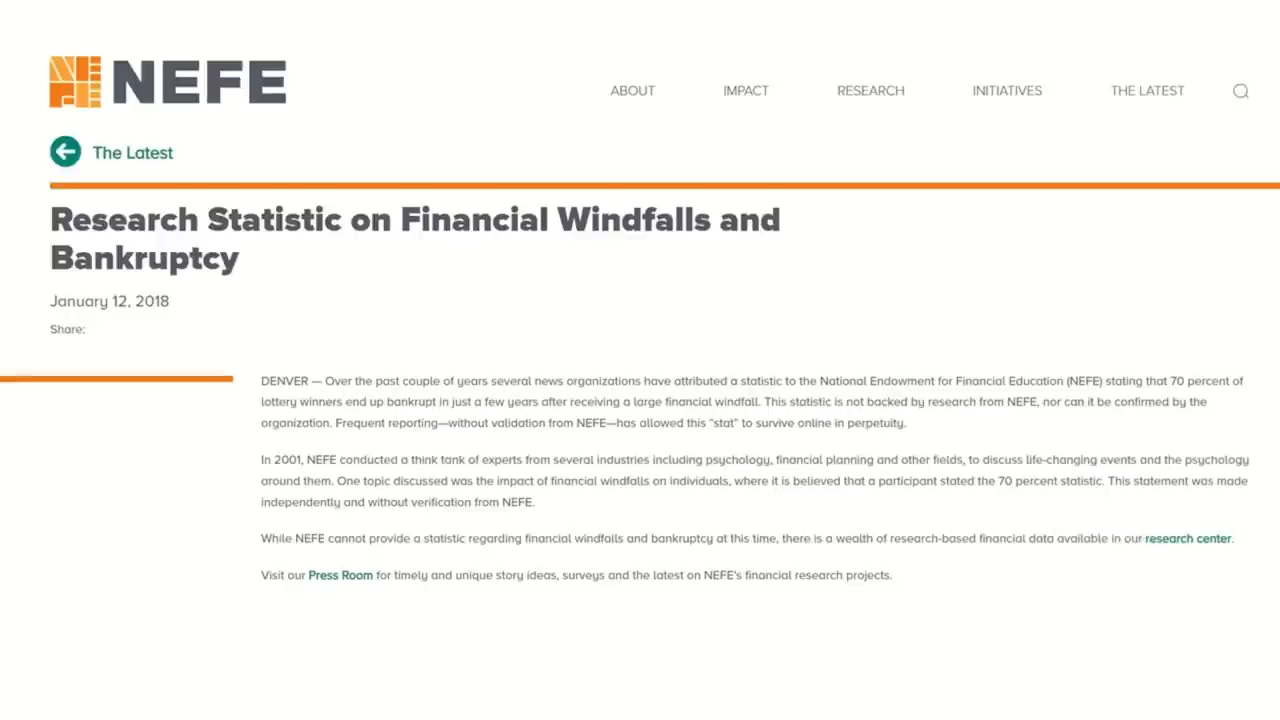 NEFE
ABOUT IMPACT RESEARCH INITIATIVES THE LATEST
The Latest
Research Statistic on Financial Windfalls and
Bankruptcy
January 12, 2018
Share:
DENVER — Over the past couple of years several news organizations have attributed a statistic to the National Endowment for Financial Education (NEFE) stating that 70 percent of
lottery winners end up bankrupt in just a few years after receiving a large financial windfall. This statistic is not backed by research from NEFE, nor can it be confirmed by the
organization. Frequent reporting—without validation from NEFE—has allowed this "stat" to survive online in perpetuity.
In 2001, NEFE conducted a think tank of experts from several industries including psychology, financial planning and other fields, to discuss life-changing events and the psychology
around them. One topic discussed was the impact of financial windfalls on individuals, where it is believed that a participant stated the 70 percent statistic. This statement was made
independently and without verification from NEFE.
While NEFE cannot provide a statistic regarding financial windfalls and bankruptcy at this time, there is a wealth of research-based financial data available in our research center.
Visit our Press Room for timely and unique story ideas, surveys and the latest on NEFE's financial research projects.